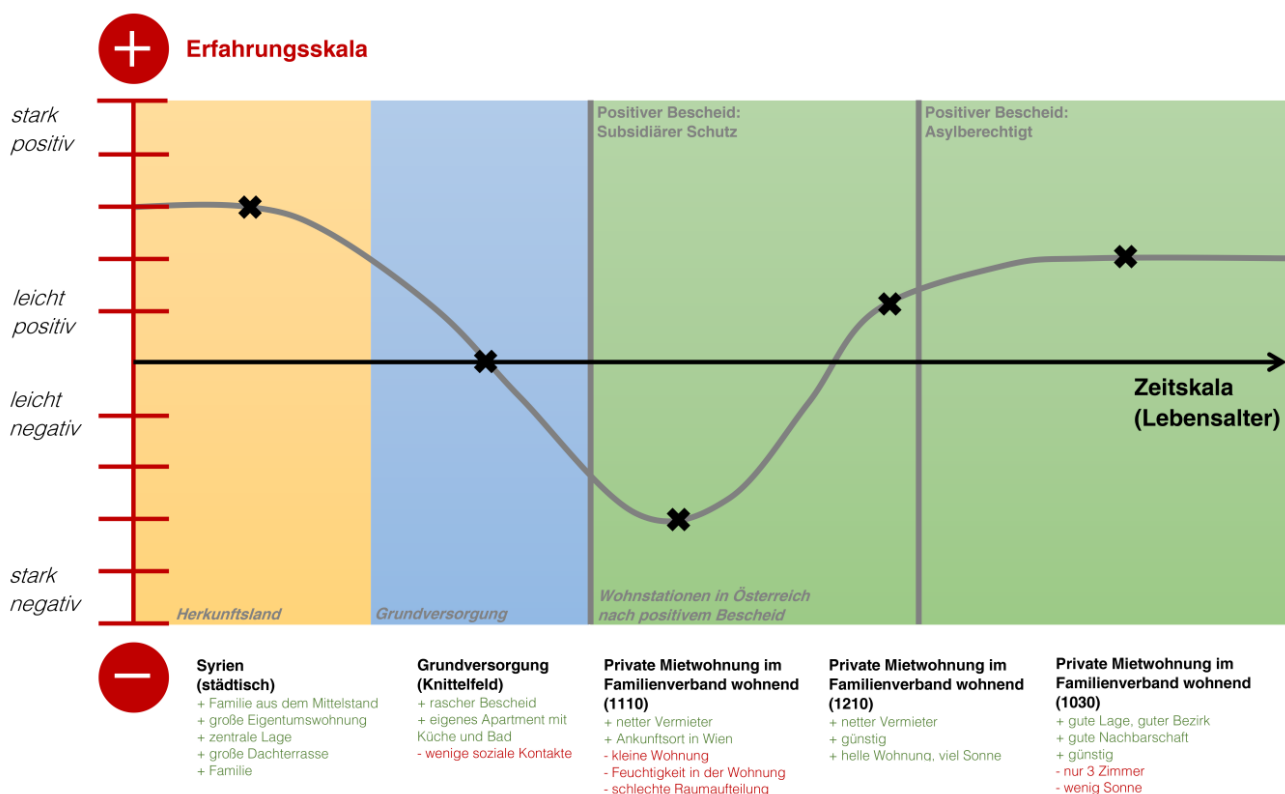 +
Erfahrungsskala
stark
positiv
leicht
positiv
leicht
negativ
stark
negativ
Positiver Bescheid:
Subsidiärer Schutz
Positiver Bescheid:
Asylberechtigt
Zeitskala
(Lebensalter)
Herkunftsland
Grundversorgung
Wohnstationen in Österreich
nach positivem Bescheid
−
Syrien
(städtisch)
+ Familie aus dem Mittelstand
+ große Eigentumswohnung
+ zentrale Lage
+ große Dachterrasse
+ Familie
Grundversorgung
(Knittelfeld)
+ rascher Bescheid
+ eigenes Apartment mit
Küche und Bad
- wenige soziale Kontakte
Private Mietwohnung im
Familienverband wohnend
(1110)
+ netter Vermieter
+ Ankunftsort in Wien
- kleine Wohnung
- Feuchtigkeit in der Wohnung
- schlechte Raumaufteilung
Private Mietwohnung im
Familienverband wohnend
(1210)
+ netter Vermieter
+ günstig
+ helle Wohnung, viel Sonne
Private Mietwohnung im
Familienverband wohnend
(1030)
+ gute Lage, guter Bezirk
+ gute Nachbarschaft
+ günstig
- nur 3 Zimmer
- wenig Sonne